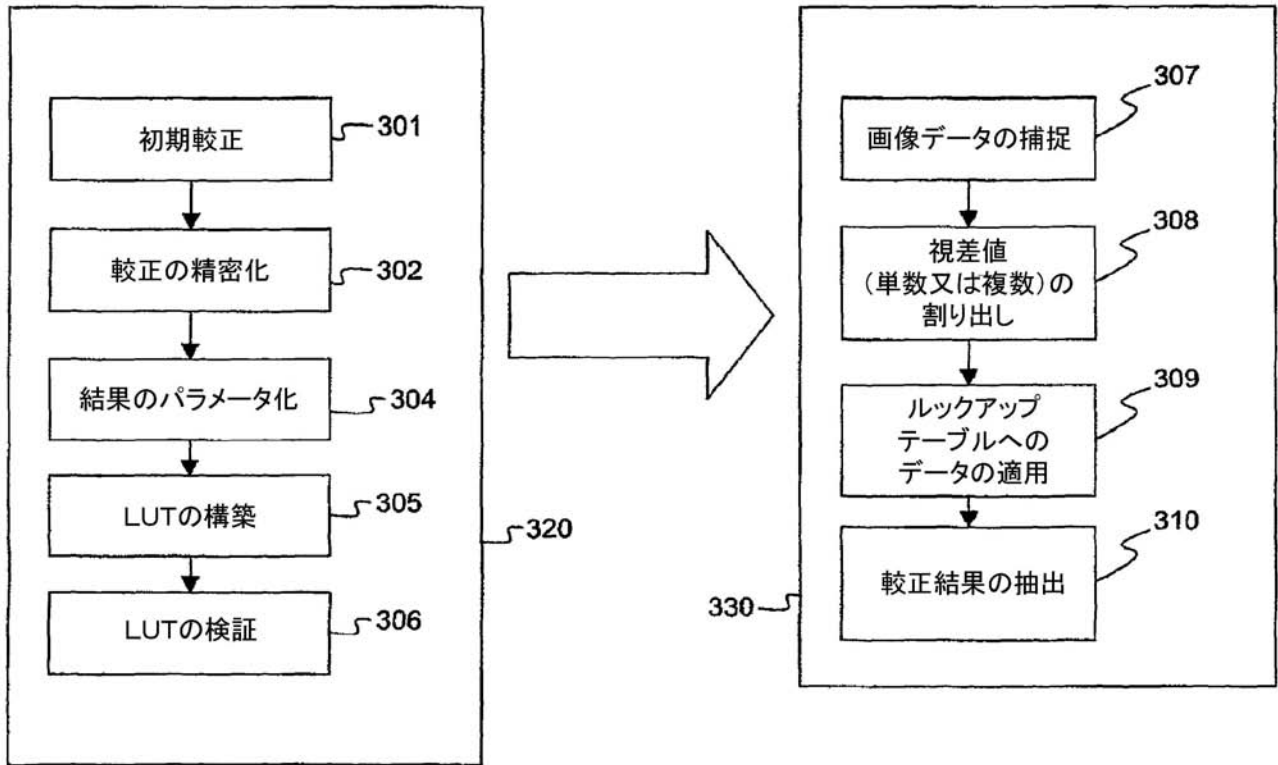 初期較正
301
較正の精密化
302
結果のパラメータ化
304
LUTの構築
305
LUTの検証
306
320
307
画像データの捕捉
308
視差値
(単数又は複数)の
割り出し
309
ルックアップ
テーブルへの
データの適用
310
較正結果の抽出
330